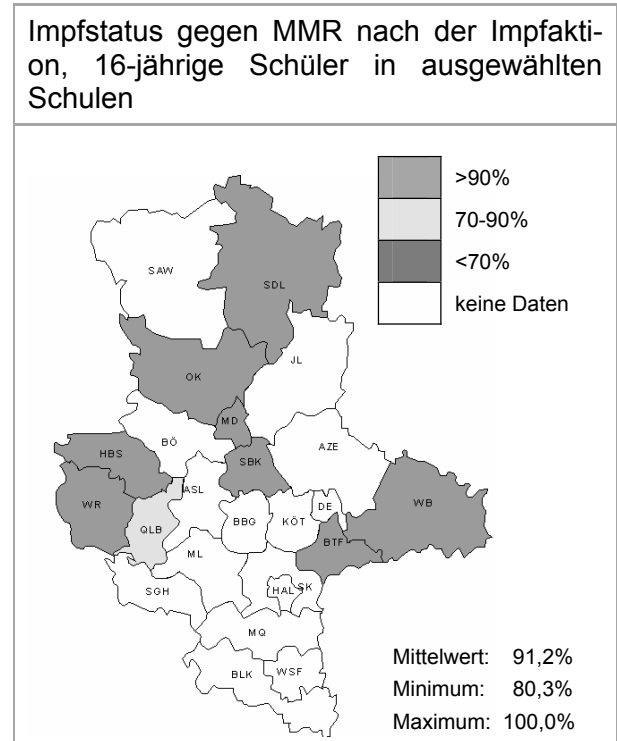 Impfstatus gegen MMR nach der Impfakti-
on, 16-jährige Schüler in ausgewählten
Schulen
>90%
70-90%
<70%
keine Daten
SAW
SDL
JL
OK
MD
BÖ
AZE
HBS
SBK
ASL
WR
DE
WB
BBG
KÖT
QLB
BTF
ML
SGH
HAL
SK
MQ
BLK
WSF
Mittelwert: 91,2%
Minimum: 80,3%
Maximum: 100,0%